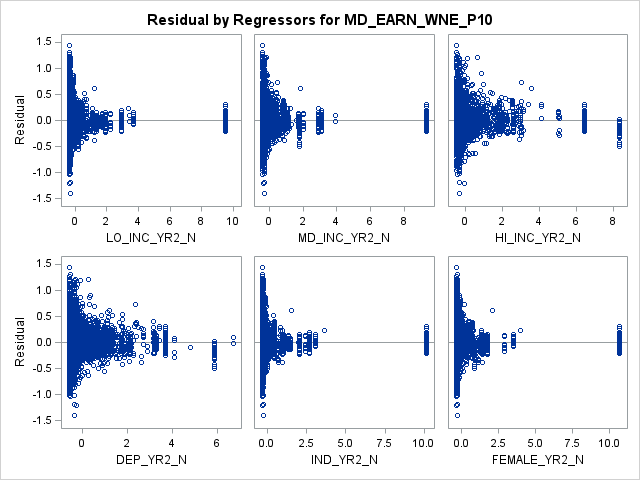 Residual by Regressors for MD_EARN_WNE_P10
1.5
1.0
0.5
0.0
-0.5
-1.0
-1.5
Residual
0 2 4 6 8 10
LO_INC_YR2_N
0 2 4 6 8
MD_INC_YR2_N
0 2 4 6 8
HI_INC_YR2_N
1.5
1.0
0.5
0.0
-0.5
-1.0
-1.5
Residual
0 2 4 6
DEP_YR2_N
0.0 2.5 5.0 7.5 10.0
IND_YR2_N
0.0 2.5 5.0 7.5 10.0
FEMALE_YR2_N